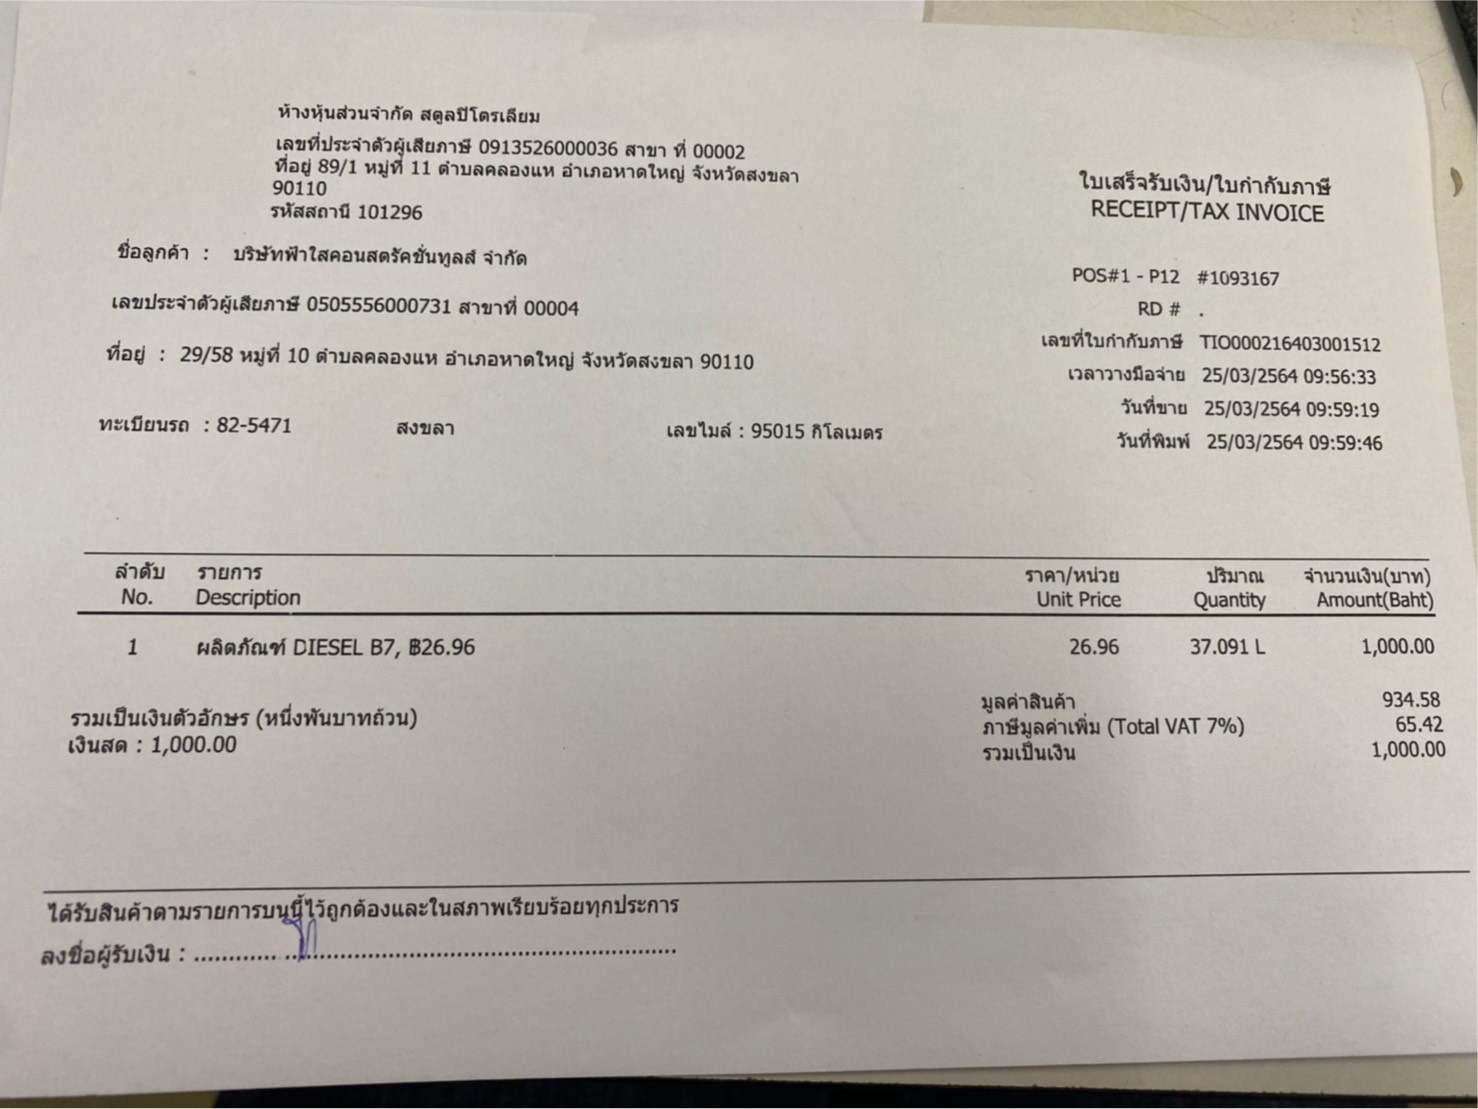 ห้างหุ้นส่วนจำกัด สตูลปิโตรเลียม
เลขที่ประจำตัวผู้เสียภาษี 0913526000036 สาขา ที่ 00002
ที่อยู่ 89/1 หมู่ที่ 11 ตำบลคลองแห อำเภอหาดใหญ่ จังหวัดสงขลา
90110
รหัสสถานี 101296
ใบเสร็จรับเงิน/ใบกำกับภาษี
RECEIPT/TAX INVOICE
ชื่อลูกค้า : บริษัทฟ้าใสคอนสตรัคชั่นทูลส์ จำกัด
เลขประจำตัวผู้เสียภาษี 0505556000731 สาขาที่ 00004
ที่อยู่ : 29/58 หมู่ที่ 10 ตำบลคลองแห อำเภอหาดใหญ่ จังหวัดสงขลา 90110
ทะเบียนรถ : 82-5471 สงขลา เลขไมล์ : 95015 กิโลเมตร
POS#1 - P12 #1093167
RD # .
เลขที่ใบกำกับภาษี TIO000216403001512
เวลาวางมือจ่าย 25/03/2564 09:56:33
วันที่ขาย 25/03/2564 09:59:19
วันที่พิมพ์ 25/03/2564 09:59:46
ลำดับ รายการ ราคา/หน่วย ปริมาณ จำนวนเงิน(บาท)
No. Description Unit Price Quantity Amount(Baht)
1 ผลิตภัณฑ์ DIESEL B7, ฿26.96 26.96 37.091 L 1,000.00
รวมเป็นเงินตัวอักษร (หนึ่งพันบาทถ้วน)
เงินสด : 1,000.00
มูลค่าสินค้า 934.58
ภาษีมูลค่าเพิ่ม (Total VAT 7%) 65.42
รวมเป็นเงิน 1,000.00
ได้รับสินค้าตามรายการบนนี้ไว้ถูกต้องและในสภาพเรียบร้อยทุกประการ
ลงชื่อผู้รับเงิน : ............ ......................................................